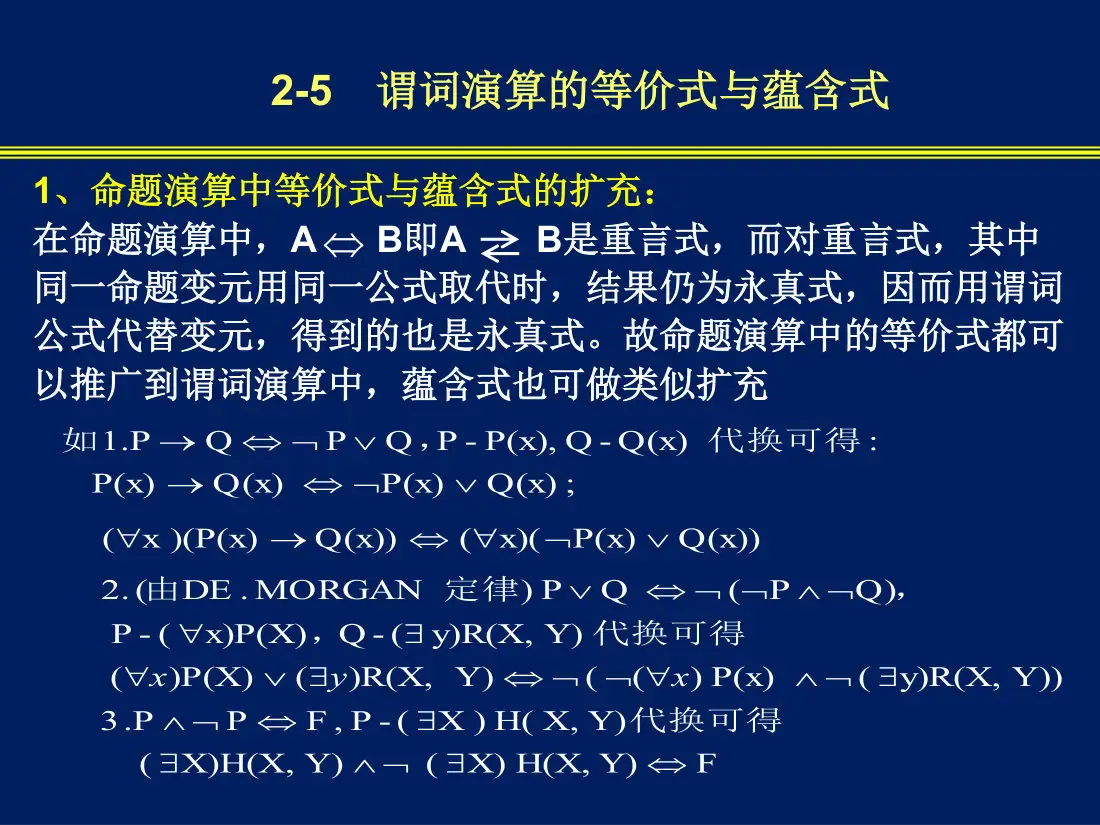 2-5 谓词演算的等价式与蕴含式
1、命题演算中等价式与蕴含式的扩充：
在命题演算中，A⇔B即A⇄B是重言式，而对重言式，其中
同一命题变元用同一公式取代时，结果仍为永真式，因而用谓词
公式代替变元，得到的也是永真式。故命题演算中的等价式都可
以推广到谓词演算中，蕴含式也可做类似扩充
如1.P → Q ⇔ ¬ P ∨ Q，P - P(x), Q - Q(x) 代换可得 :
P(x) → Q(x) ⇔ ¬P(x) ∨ Q(x) ;
(∀x )(P(x) → Q(x)) ⇔ (∀x)( ¬P(x) ∨ Q(x))
2. (由DE . MORGAN 定律) P ∨ Q ⇔ ¬ (¬P ∧ ¬Q)，
P - ( ∀x)P(X)，Q - (∃ y)R(X, Y) 代换可得
(∀x)P(X) ∨ (∃y)R(X, Y) ⇔ ¬ ( ¬(∀x) P(x) ∧ ¬ ( ∃y)R(X, Y))
3.P ∧ ¬ P ⇔ F , P - ( ∃X ) H( X, Y)代换可得
( ∃X)H(X, Y) ∧ ¬ ( ∃X) H(X, Y) ⇔ F